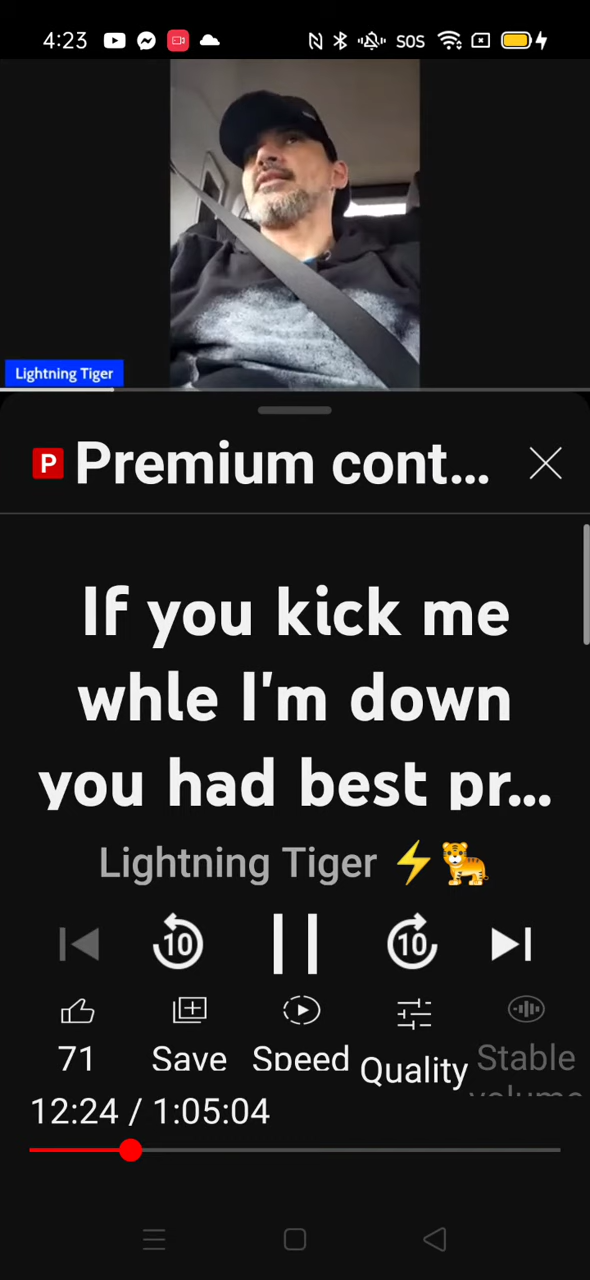 4:23 SOS
Lightning Tiger
P Premium cont...
If you kick me
whle I'm down
you had best pr...
Lightning Tiger ⚡🐅
10 10
71 Save Speed Quality Stable
volume
12:24 / 1:05:04